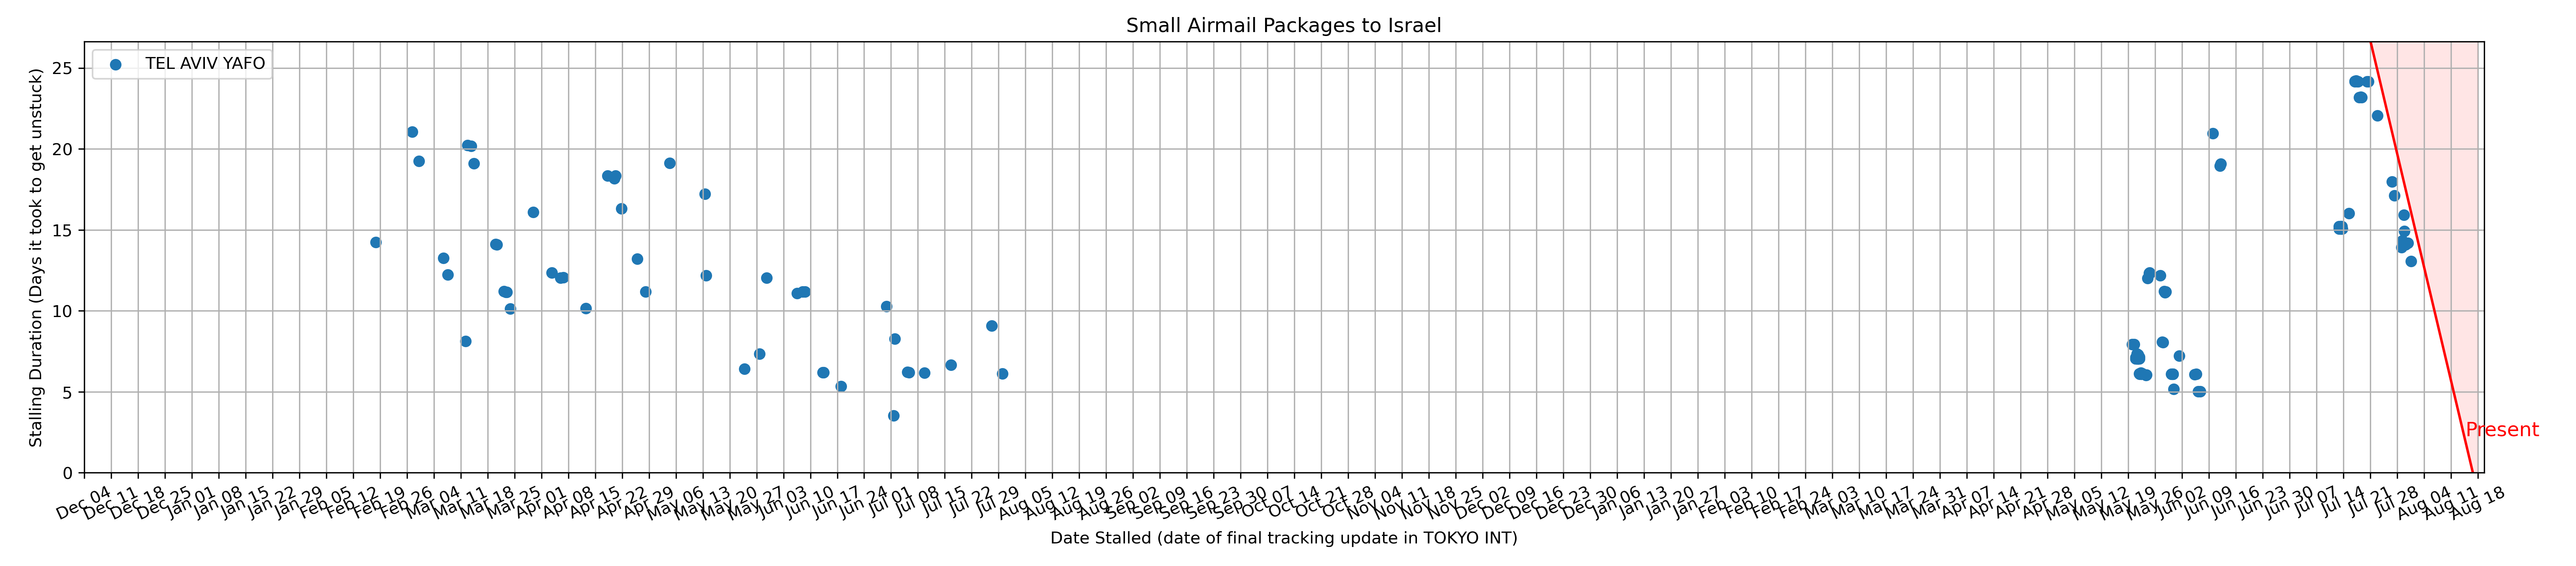 Small Airmail Packages to Israel
TEL AVIV YAFO
Stalling Duration (Days it took to get unstuck)
25
20
15
10
5
0
Present
Dec 04
Dec 11
Dec 18
Dec 25
Jan 01
Jan 08
Jan 15
Jan 22
Jan 29
Feb 05
Feb 12
Feb 19
Feb 26
Mar 04
Mar 11
Mar 18
Mar 25
Apr 01
Apr 08
Apr 15
Apr 22
Apr 29
May 06
May 13
May 20
May 27
Jun 03
Jun 10
Jun 17
Jun 24
Jul 01
Jul 08
Jul 15
Jul 22
Jul 29
Aug 05
Aug 12
Aug 19
Aug 26
Sep 02
Sep 09
Sep 16
Sep 23
Sep 30
Oct 07
Oct 14
Oct 21
Oct 28
Nov 04
Nov 11
Nov 18
Nov 25
Dec 02
Dec 09
Dec 16
Dec 23
Dec 30
Jan 06
Jan 13
Jan 20
Jan 27
Feb 03
Feb 10
Feb 17
Feb 24
Mar 03
Mar 10
Mar 17
Mar 24
Mar 31
Apr 07
Apr 14
Apr 21
Apr 28
May 05
May 12
May 19
May 26
Jun 02
Jun 09
Jun 16
Jun 23
Jun 30
Jul 07
Jul 14
Jul 21
Jul 28
Aug 04
Aug 11
Aug 18
Date Stalled (date of final tracking update in TOKYO INT)